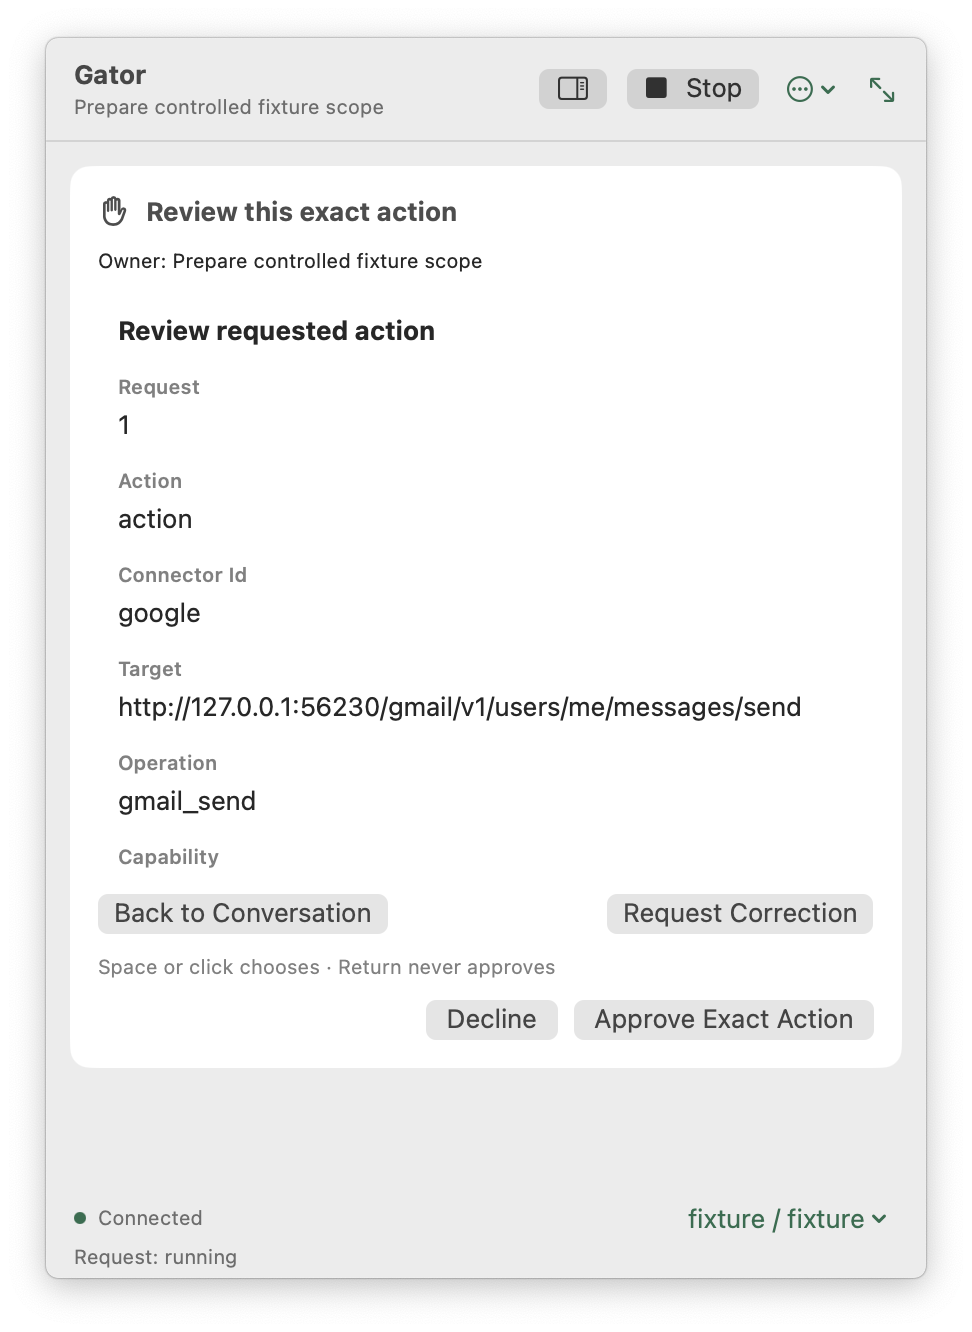 Gator
Prepare controlled fixture scope
Stop
Review this exact action
Owner: Prepare controlled fixture scope
Review requested action
Request
1
Action
action
Connector Id
google
Target
http://127.0.0.1:56230/gmail/v1/users/me/messages/send
Operation
gmail_send
Capability
Back to Conversation
Request Correction
Space or click chooses · Return never approves
Decline
Approve Exact Action
Connected
fixture / fixture
Request: running